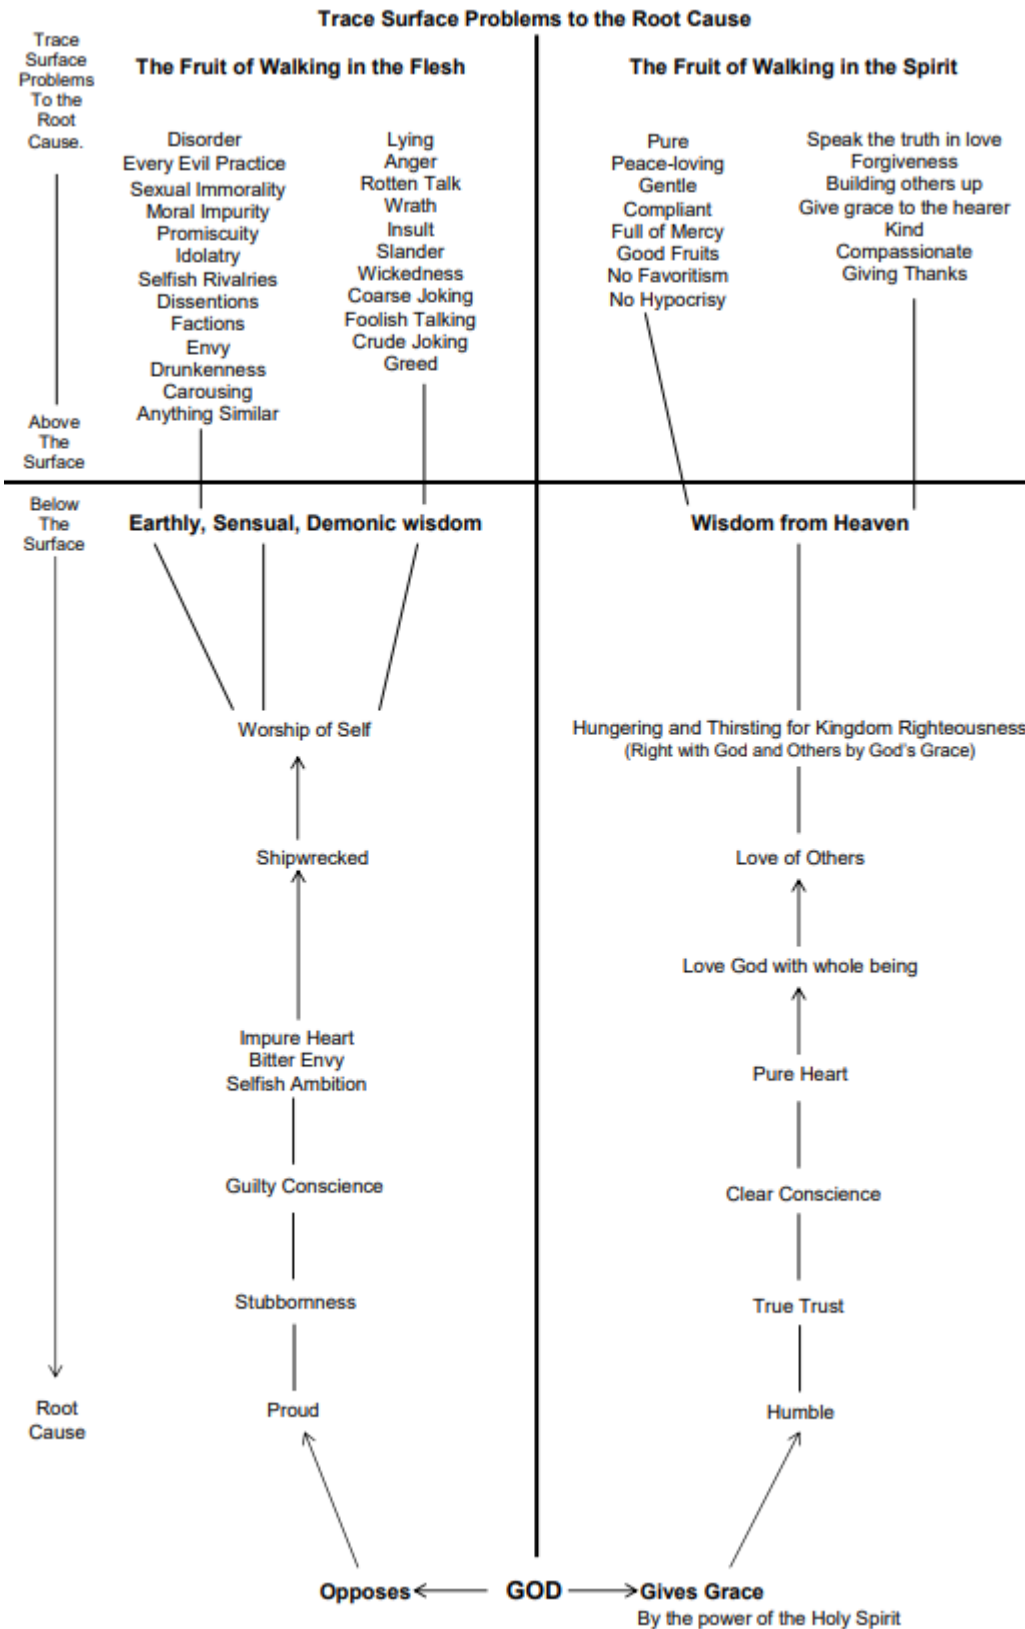 Trace Surface Problems to the Root Cause
Trace
Surface
Problems
To the
Root
Cause.
Above
The
Surface
Below
The
Surface
Root
Cause
The Fruit of Walking in the Flesh
Disorder
Every Evil Practice
Sexual Immorality
Moral Impurity
Promiscuity
Idolatry
Selfish Rivalries
Dissentions
Factions
Envy
Drunkenness
Carousing
Anything Similar
Lying
Anger
Rotten Talk
Wrath
Insult
Slander
Wickedness
Coarse Joking
Foolish Talking
Crude Joking
Greed
Earthly, Sensual, Demonic wisdom
Worship of Self
Shipwrecked
Impure Heart
Bitter Envy
Selfish Ambition
Guilty Conscience
Stubbornness
Proud
The Fruit of Walking in the Spirit
Pure
Peace-loving
Gentle
Compliant
Full of Mercy
Good Fruits
No Favoritism
No Hypocrisy
Speak the truth in love
Forgiveness
Building others up
Give grace to the hearer
Kind
Compassionate
Giving Thanks
Wisdom from Heaven
Hungering and Thirsting for Kingdom Righteousness
(Right with God and Others by God's Grace)
Love of Others
Love God with whole being
Pure Heart
Clear Conscience
True Trust
Humble
Opposes GOD Gives Grace
By the power of the Holy Spirit